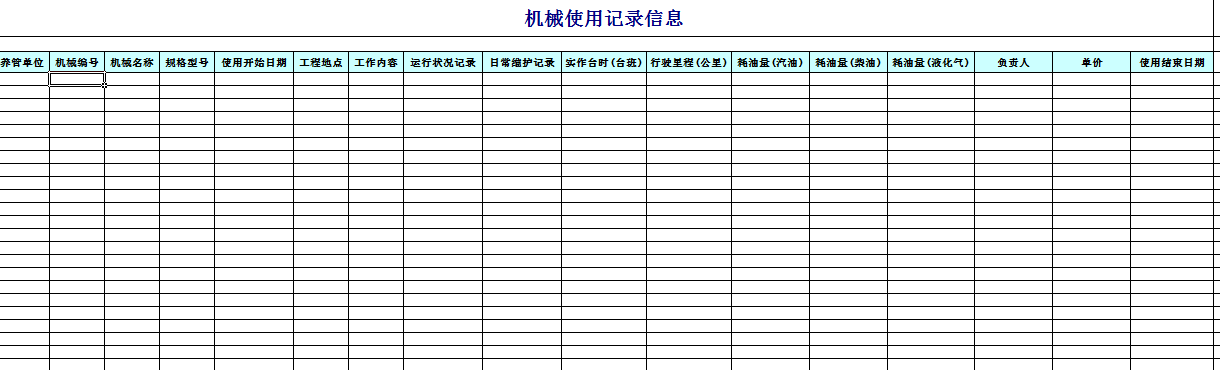 机械使用记录信息
养管单位 机械编号 机械名称 规格型号 使用开始日期 工程地点 工作内容 运行状况记录 日常维护记录 实作台时(台班) 行驶里程(公里) 耗油量(汽油) 耗油量(柴油) 耗油量(液化气) 负责人 单价 使用结束日期